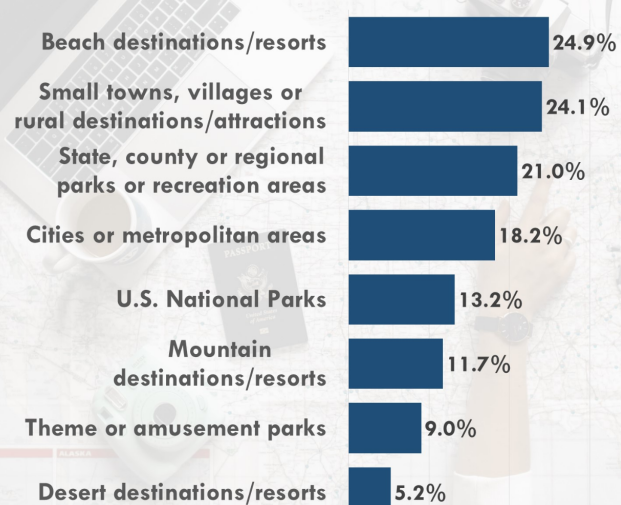 Beach destinations/resorts 24.9%
Small towns, villages or
rural destinations/attractions 24.1%
State, county or regional
parks or recreation areas 21.0%
Cities or metropolitan areas 18.2%
U.S. National Parks 13.2%
Mountain
destinations/resorts 11.7%
Theme or amusement parks 9.0%
Desert destinations/resorts 5.2%
PASSPORT
ALASKA